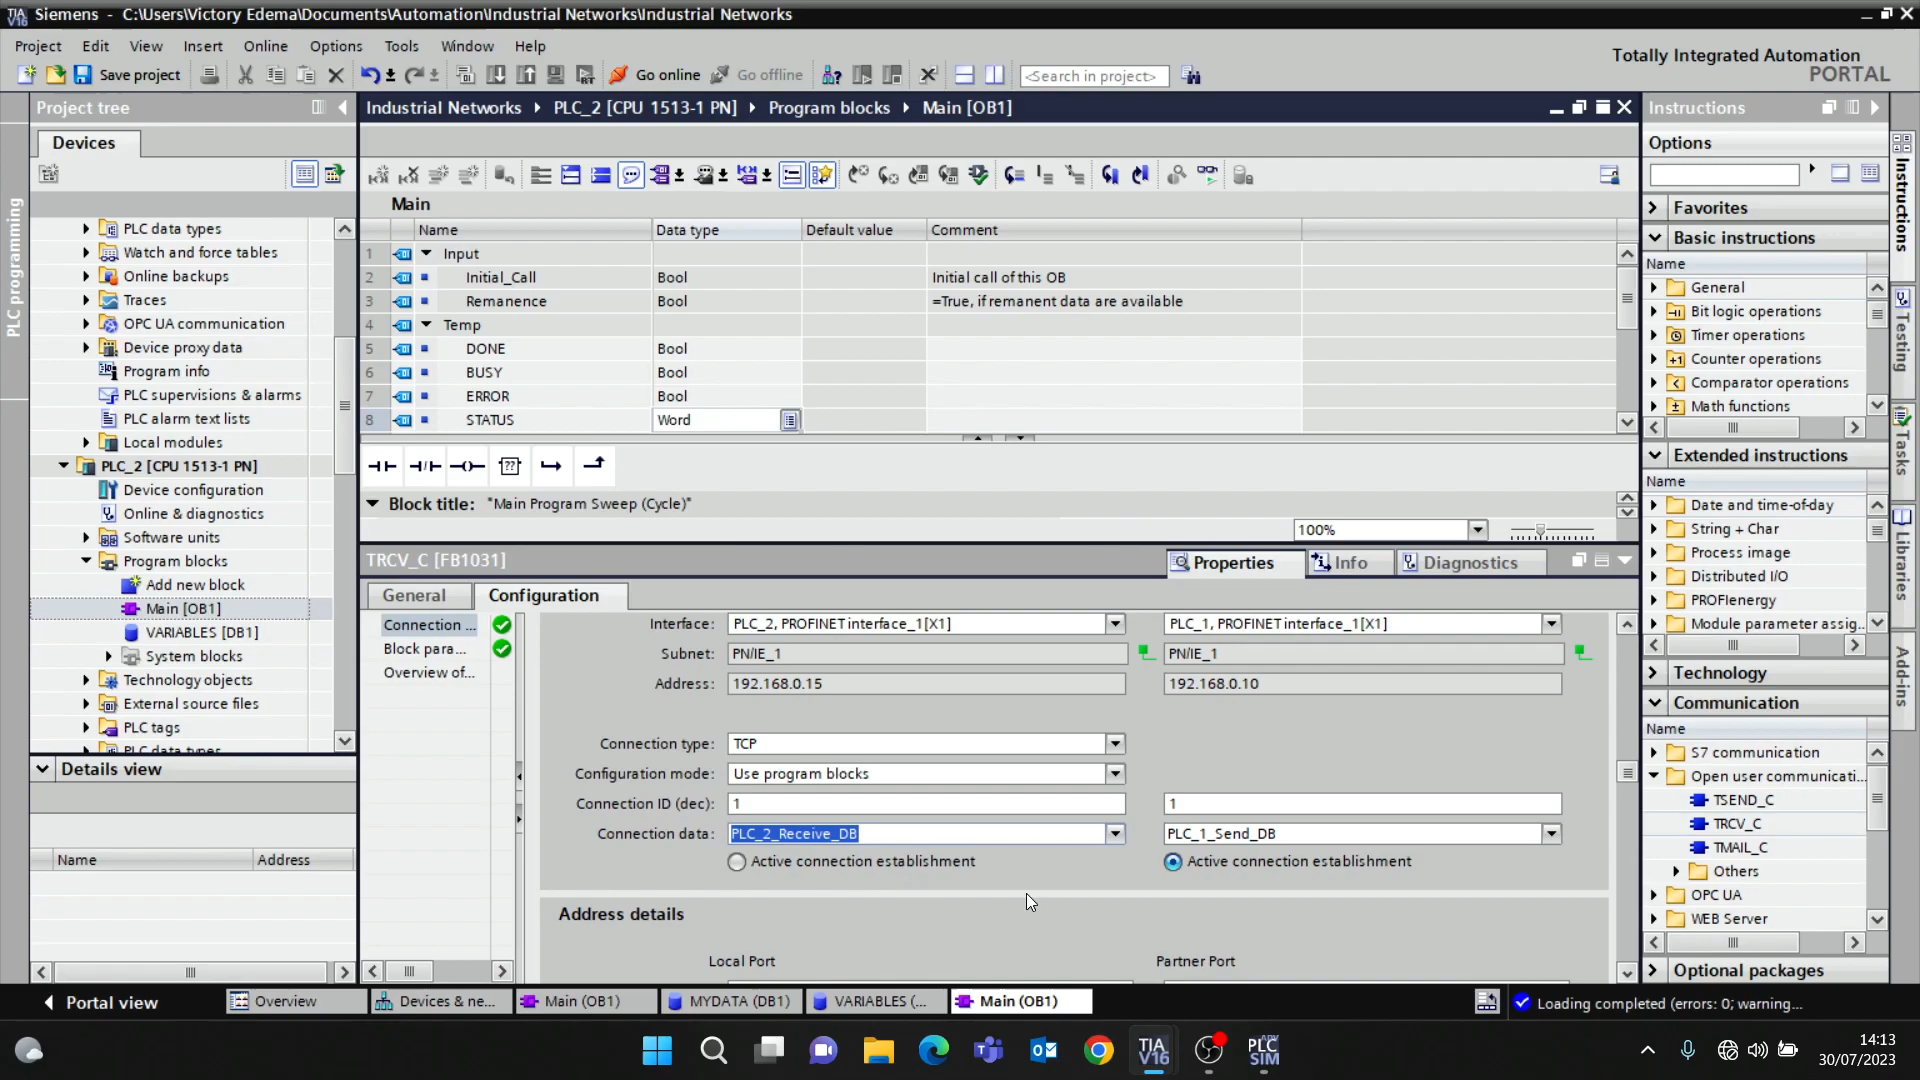 Siemens - C:\Users\Victory Edema\Documents\Automation\Industrial Networks\Industrial Networks
Project Edit View Insert Online Options Tools Window Help
Totally Integrated Automation
PORTAL
Save project
Go online
Go offline
<Search in project>
Project tree
Industrial Networks PLC_2 [CPU 1513-1 PN] Program blocks Main [OB1]
Instructions
Devices
Options
PLC programming
PLC data types
Watch and force tables
Online backups
Traces
OPC UA communication
Device proxy data
Program info
PLC supervisions & alarms
PLC alarm text lists
Local modules
PLC_2 [CPU 1513-1 PN]
Device configuration
Online & diagnostics
Software units
Program blocks
Add new block
Main [OB1]
VARIABLES [DB1]
System blocks
Technology objects
External source files
PLC tags
PLC data types
Details view
Name Address
Main
Name Data type Default value Comment
1 Input
2 Initial_Call Bool Initial call of this OB
3 Remanence Bool =True, if remanent data are available
4 Temp
5 DONE Bool
6 BUSY Bool
7 ERROR Bool
8 STATUS Word
??
Block title: "Main Program Sweep (Cycle)"
100%
TRCV_C [FB1031]
Properties Info Diagnostics
General Configuration
Connection ...
Block para...
Overview of...
Interface: PLC_2, PROFINET interface_1[X1] PLC_1, PROFINET interface_1[X1]
Subnet: PN/IE_1 PN/IE_1
Address: 192.168.0.15 192.168.0.10
Connection type: TCP
Configuration mode: Use program blocks
Connection ID (dec): 1 1
Connection data: PLC_2_Receive_DB PLC_1_Send_DB
Active connection establishment Active connection establishment
Address details
Local Port Partner Port
Favorites
Basic instructions
Name
General
Bit logic operations
Timer operations
Counter operations
Comparator operations
Math functions
Extended instructions
Name
Date and time-of-day
String + Char
Process image
Distributed I/O
PROFIenergy
Module parameter assig...
Technology
Communication
Name
S7 communication
Open user communicati...
TSEND_C
TRCV_C
TMAIL_C
Others
OPC UA
WEB Server
Optional packages
Instructions
Testing
Tasks
Libraries
Add-ins
Portal view Overview Devices & ne... Main (OB1) MYDATA (DB1) VARIABLES (... Main (OB1)
Loading completed (errors: 0; warning...
TIA V16
PLC SIM
14:13
30/07/2023